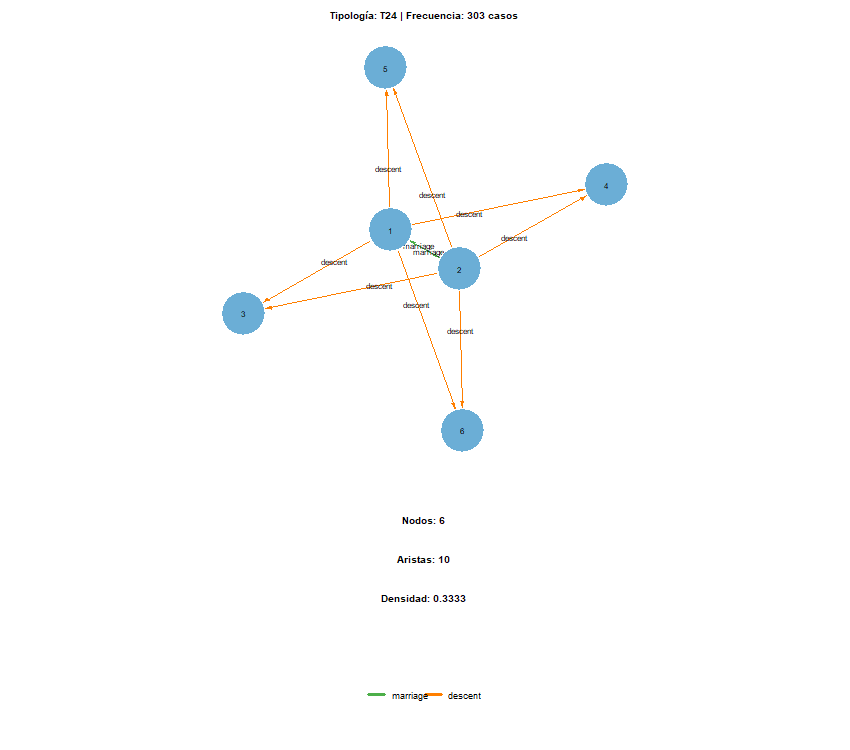 Tipología: T24 | Frecuencia: 303 casos
5
descent
4
descent
descent
1
descent
marriage
marriage
2
descent
descent
descent
3
descent
6
Nodos: 6
Aristas: 10
Densidad: 0.3333
marriage descent